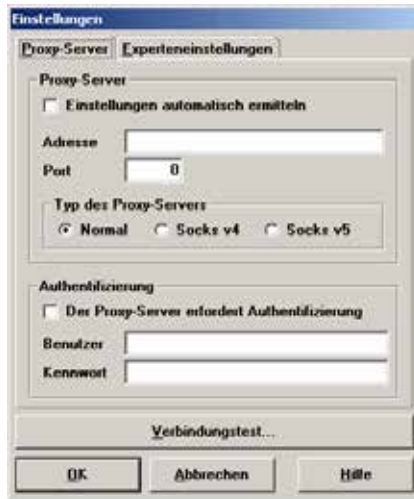 Einstellungen
Proxy-Server Experteneinstellungen
Proxy-Server
Einstellungen automatisch ermitteln
Adresse
Port 0
Typ des Proxy-Servers
Normal Socks v4 Socks v5
Authentifizierung
Der Proxy-Server erfordert Authentifizierung
Benutzer
Kennwort
Verbindungstest...
OK Abbrechen Hilfe